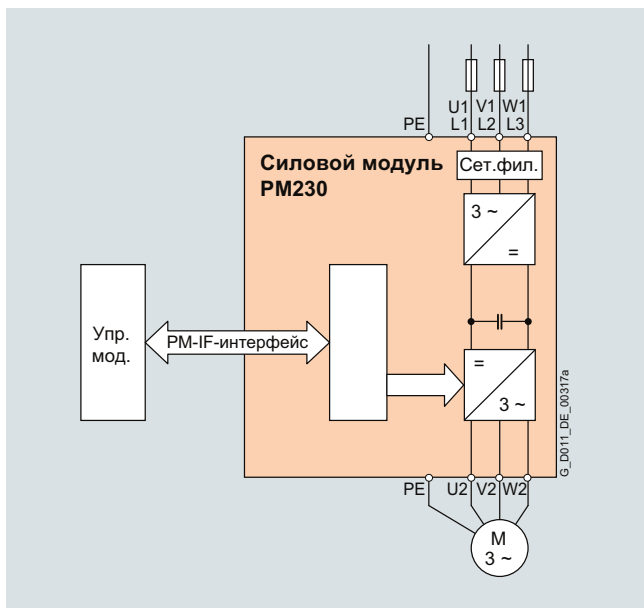 U1 V1 W1
PE L1 L2 L3
Силовой модуль
PM230
Сет.фил.
3 ~
=
Упр.
мод.
PM-IF-интерфейс
=
3 ~
G_D011_DE_00317a
PE U2 V2 W2
M
3 ~